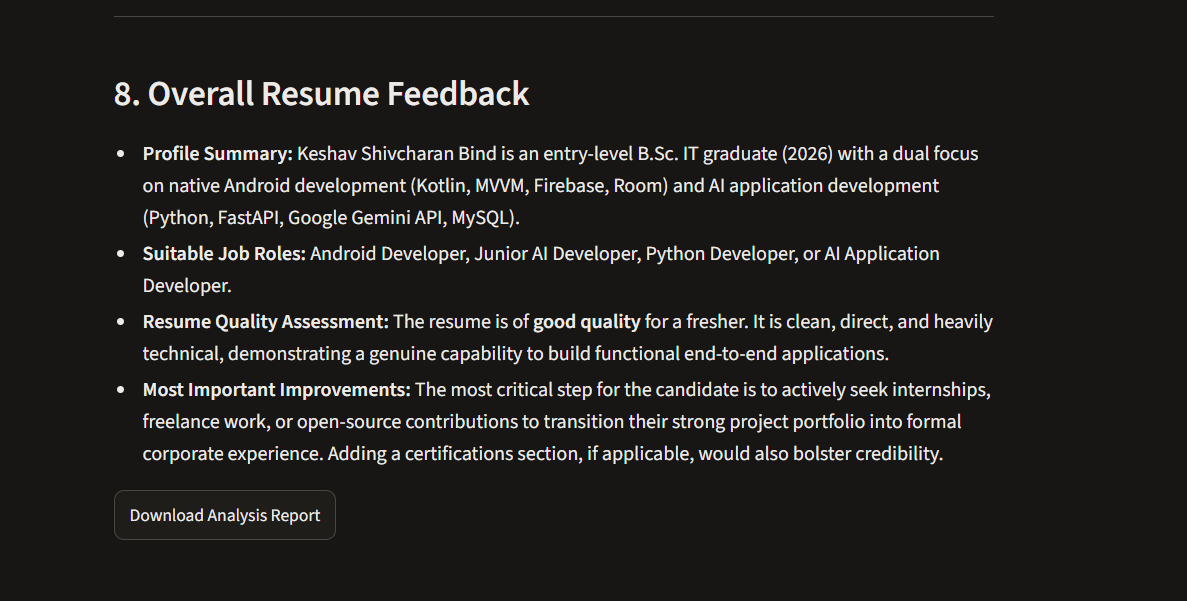 8. Overall Resume Feedback
• Profile Summary: Keshav Shivcharan Bind is an entry-level B.Sc. IT graduate (2026) with a dual focus
on native Android development (Kotlin, MVVM, Firebase, Room) and AI application development
(Python, FastAPI, Google Gemini API, MySQL).
• Suitable Job Roles: Android Developer, Junior AI Developer, Python Developer, or AI Application
Developer.
• Resume Quality Assessment: The resume is of good quality for a fresher. It is clean, direct, and heavily
technical, demonstrating a genuine capability to build functional end-to-end applications.
• Most Important Improvements: The most critical step for the candidate is to actively seek internships,
freelance work, or open-source contributions to transition their strong project portfolio into formal
corporate experience. Adding a certifications section, if applicable, would also bolster credibility.
Download Analysis Report